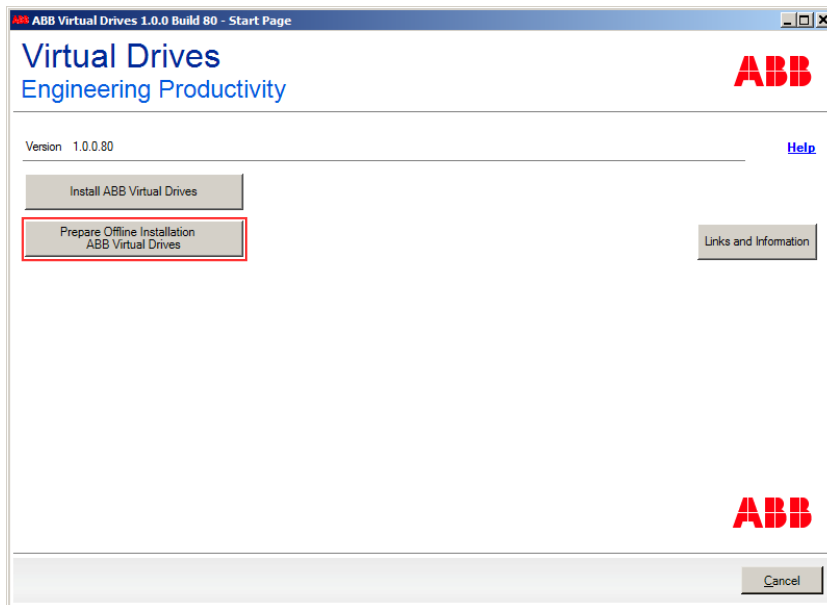 ABB ABB Virtual Drives 1.0.0 Build 80 - Start Page
Virtual Drives
Engineering Productivity
ABB
Version 1.0.0.80
Help
Install ABB Virtual Drives
Prepare Offline Installation
ABB Virtual Drives
Links and Information
ABB
Cancel